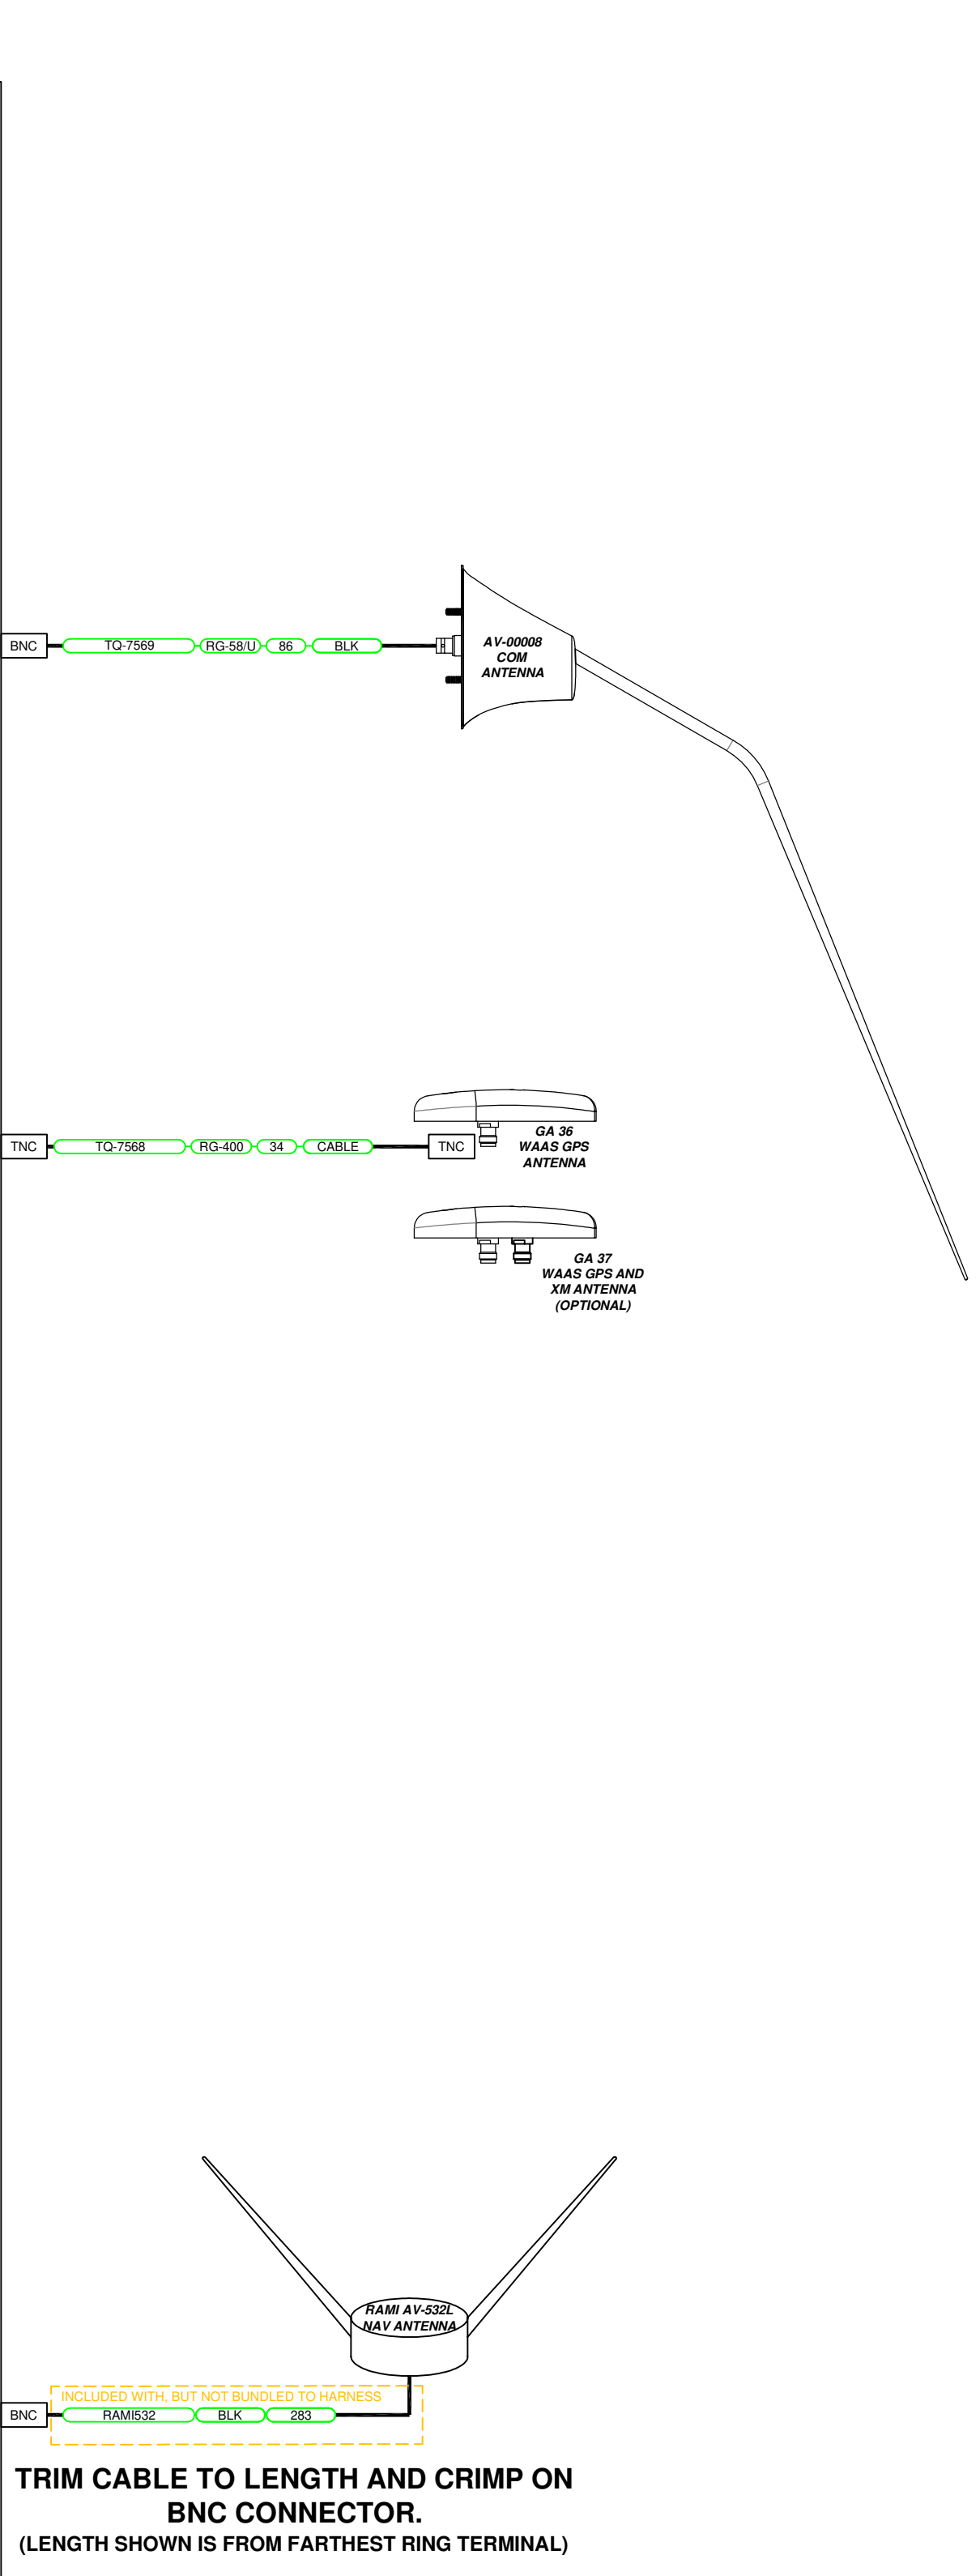 BNC TQ-7569 RG-58/U 86 BLK
AV-00008
COM
ANTENNA
TNC TQ-7568 RG-400 34 CABLE TNC
GA 36
WAAS GPS
ANTENNA
GA 37
WAAS GPS AND
XM ANTENNA
(OPTIONAL)
RAMI AV-532L
NAV ANTENNA
INCLUDED WITH, BUT NOT BUNDLED TO HARNESS
BNC RAMI532 BLK 283
TRIM CABLE TO LENGTH AND CRIMP ON
BNC CONNECTOR.
(LENGTH SHOWN IS FROM FARTHEST RING TERMINAL)